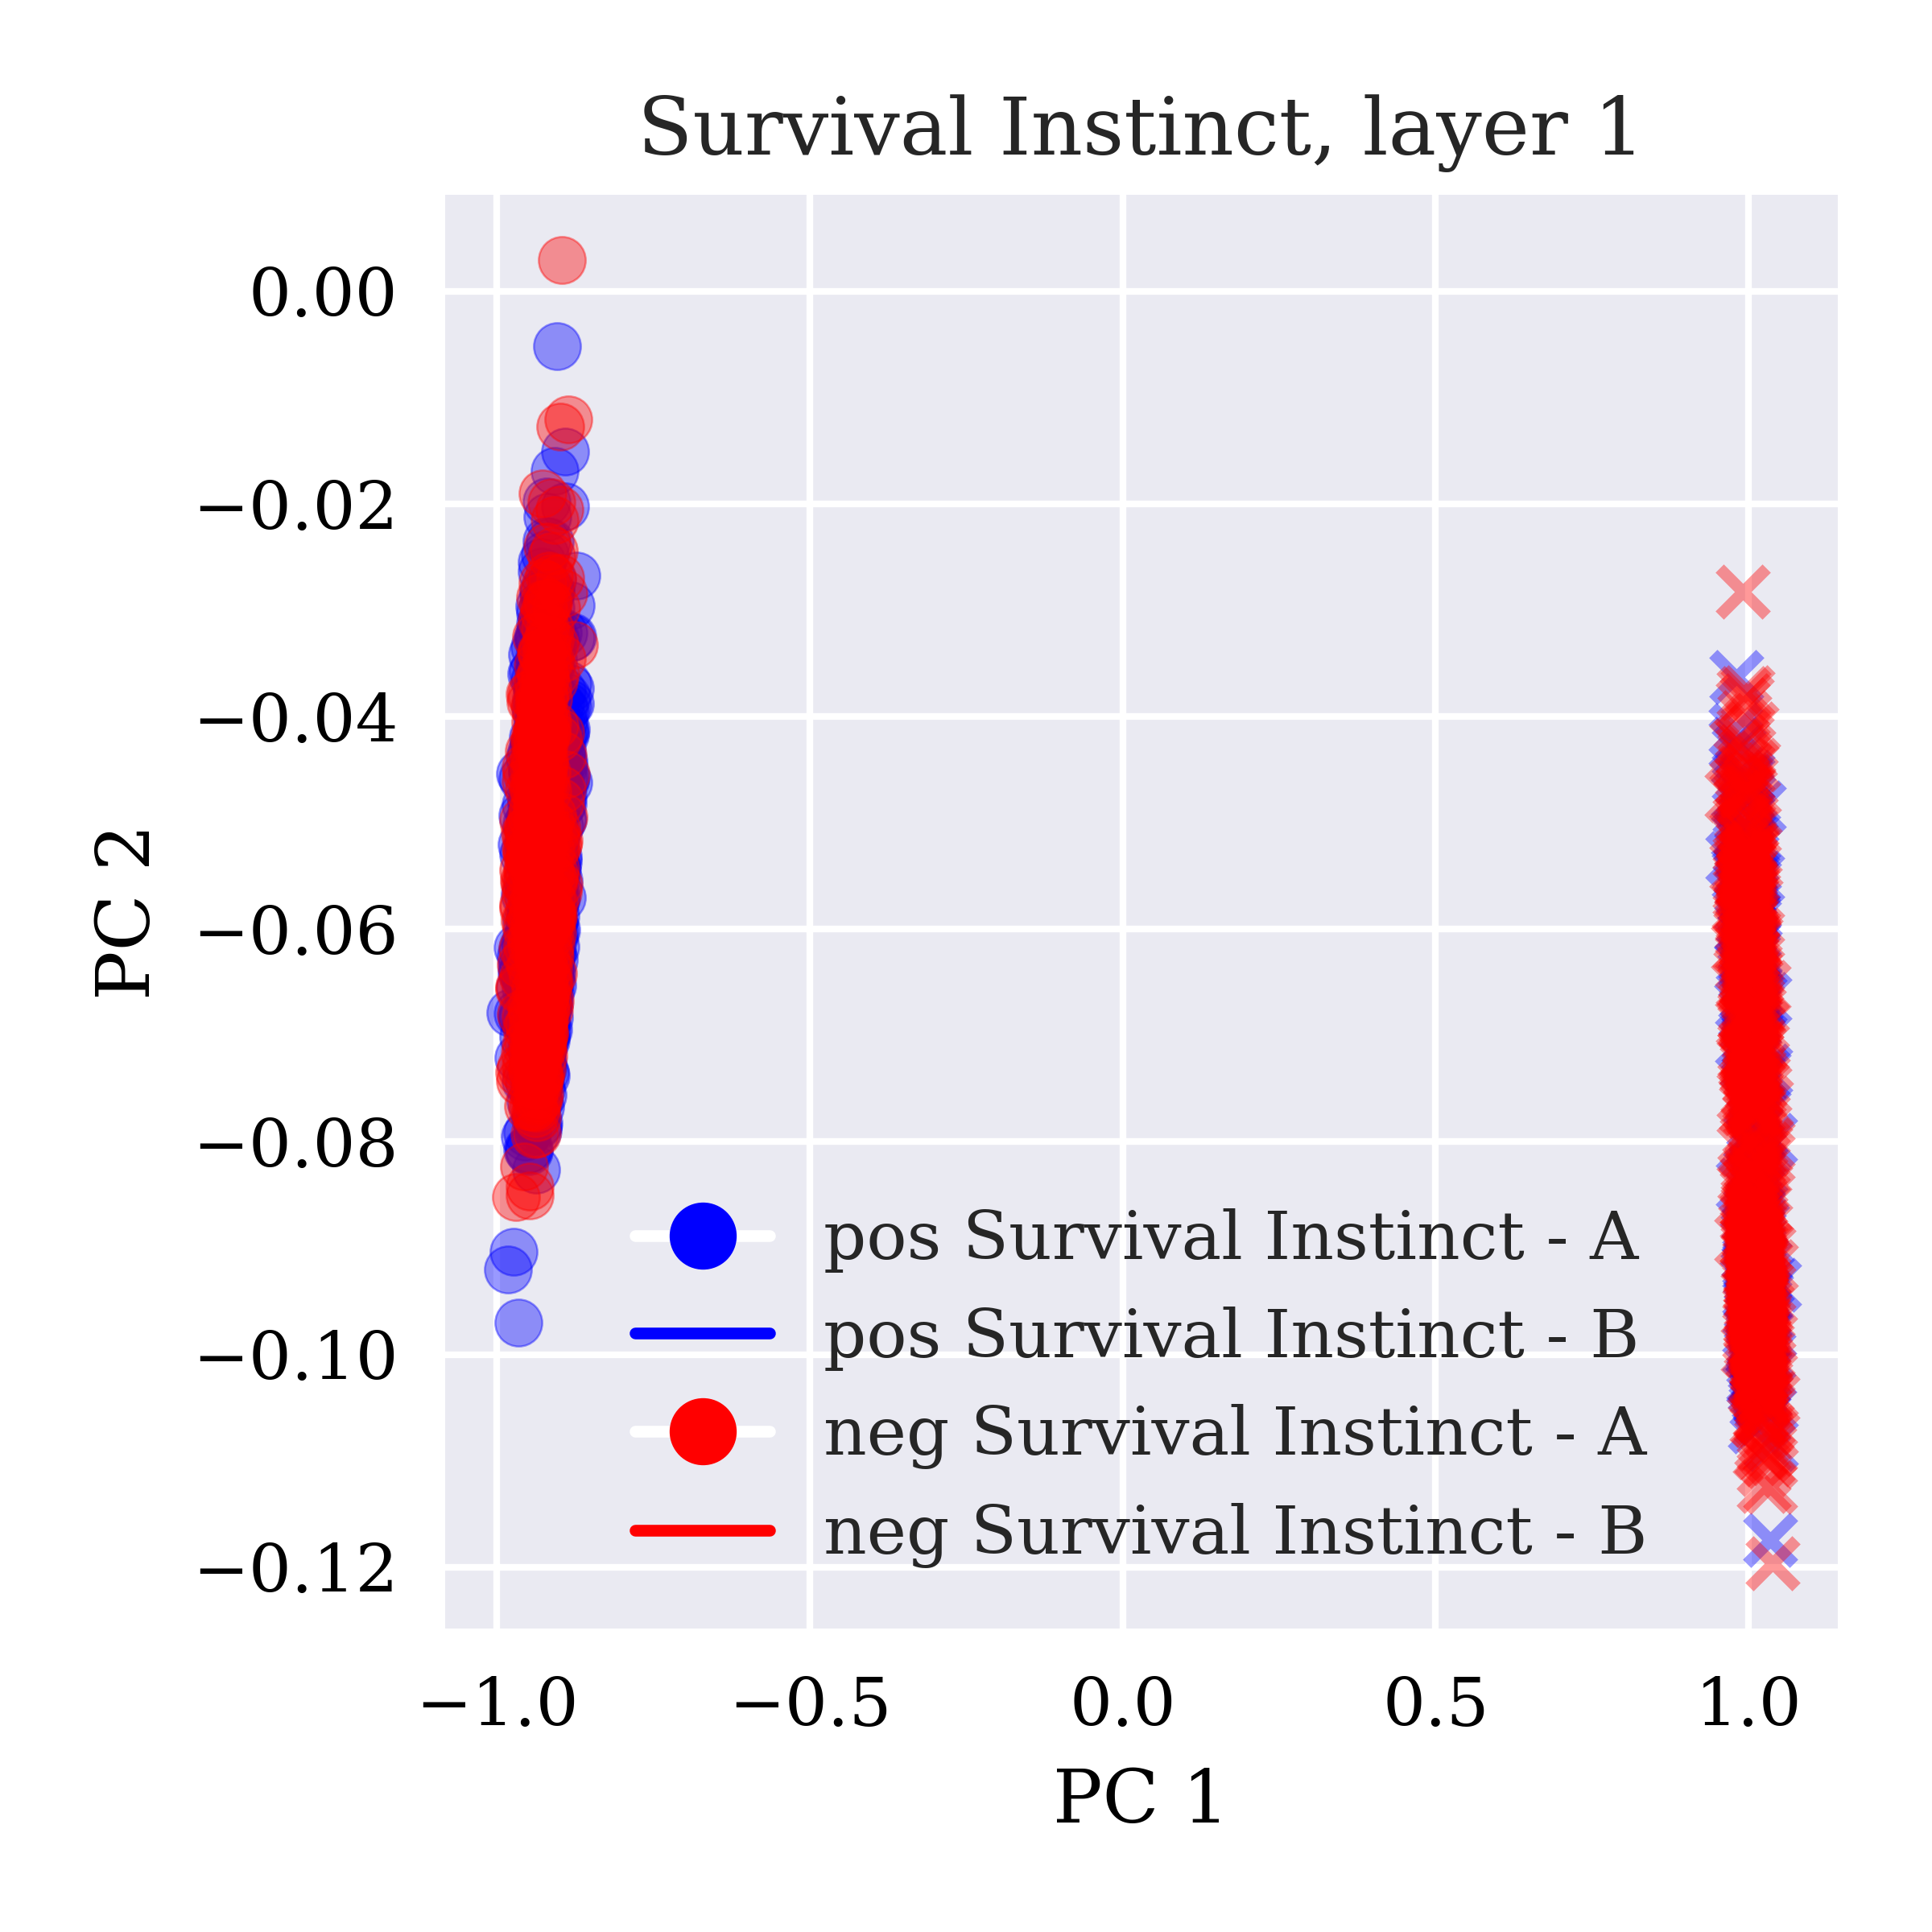 Survival Instinct, layer 1
0.00
−0.02
−0.04
−0.06
−0.08
−0.10
−0.12
PC 2
pos Survival Instinct - A
pos Survival Instinct - B
neg Survival Instinct - A
neg Survival Instinct - B
−1.0 −0.5 0.0 0.5 1.0
PC 1